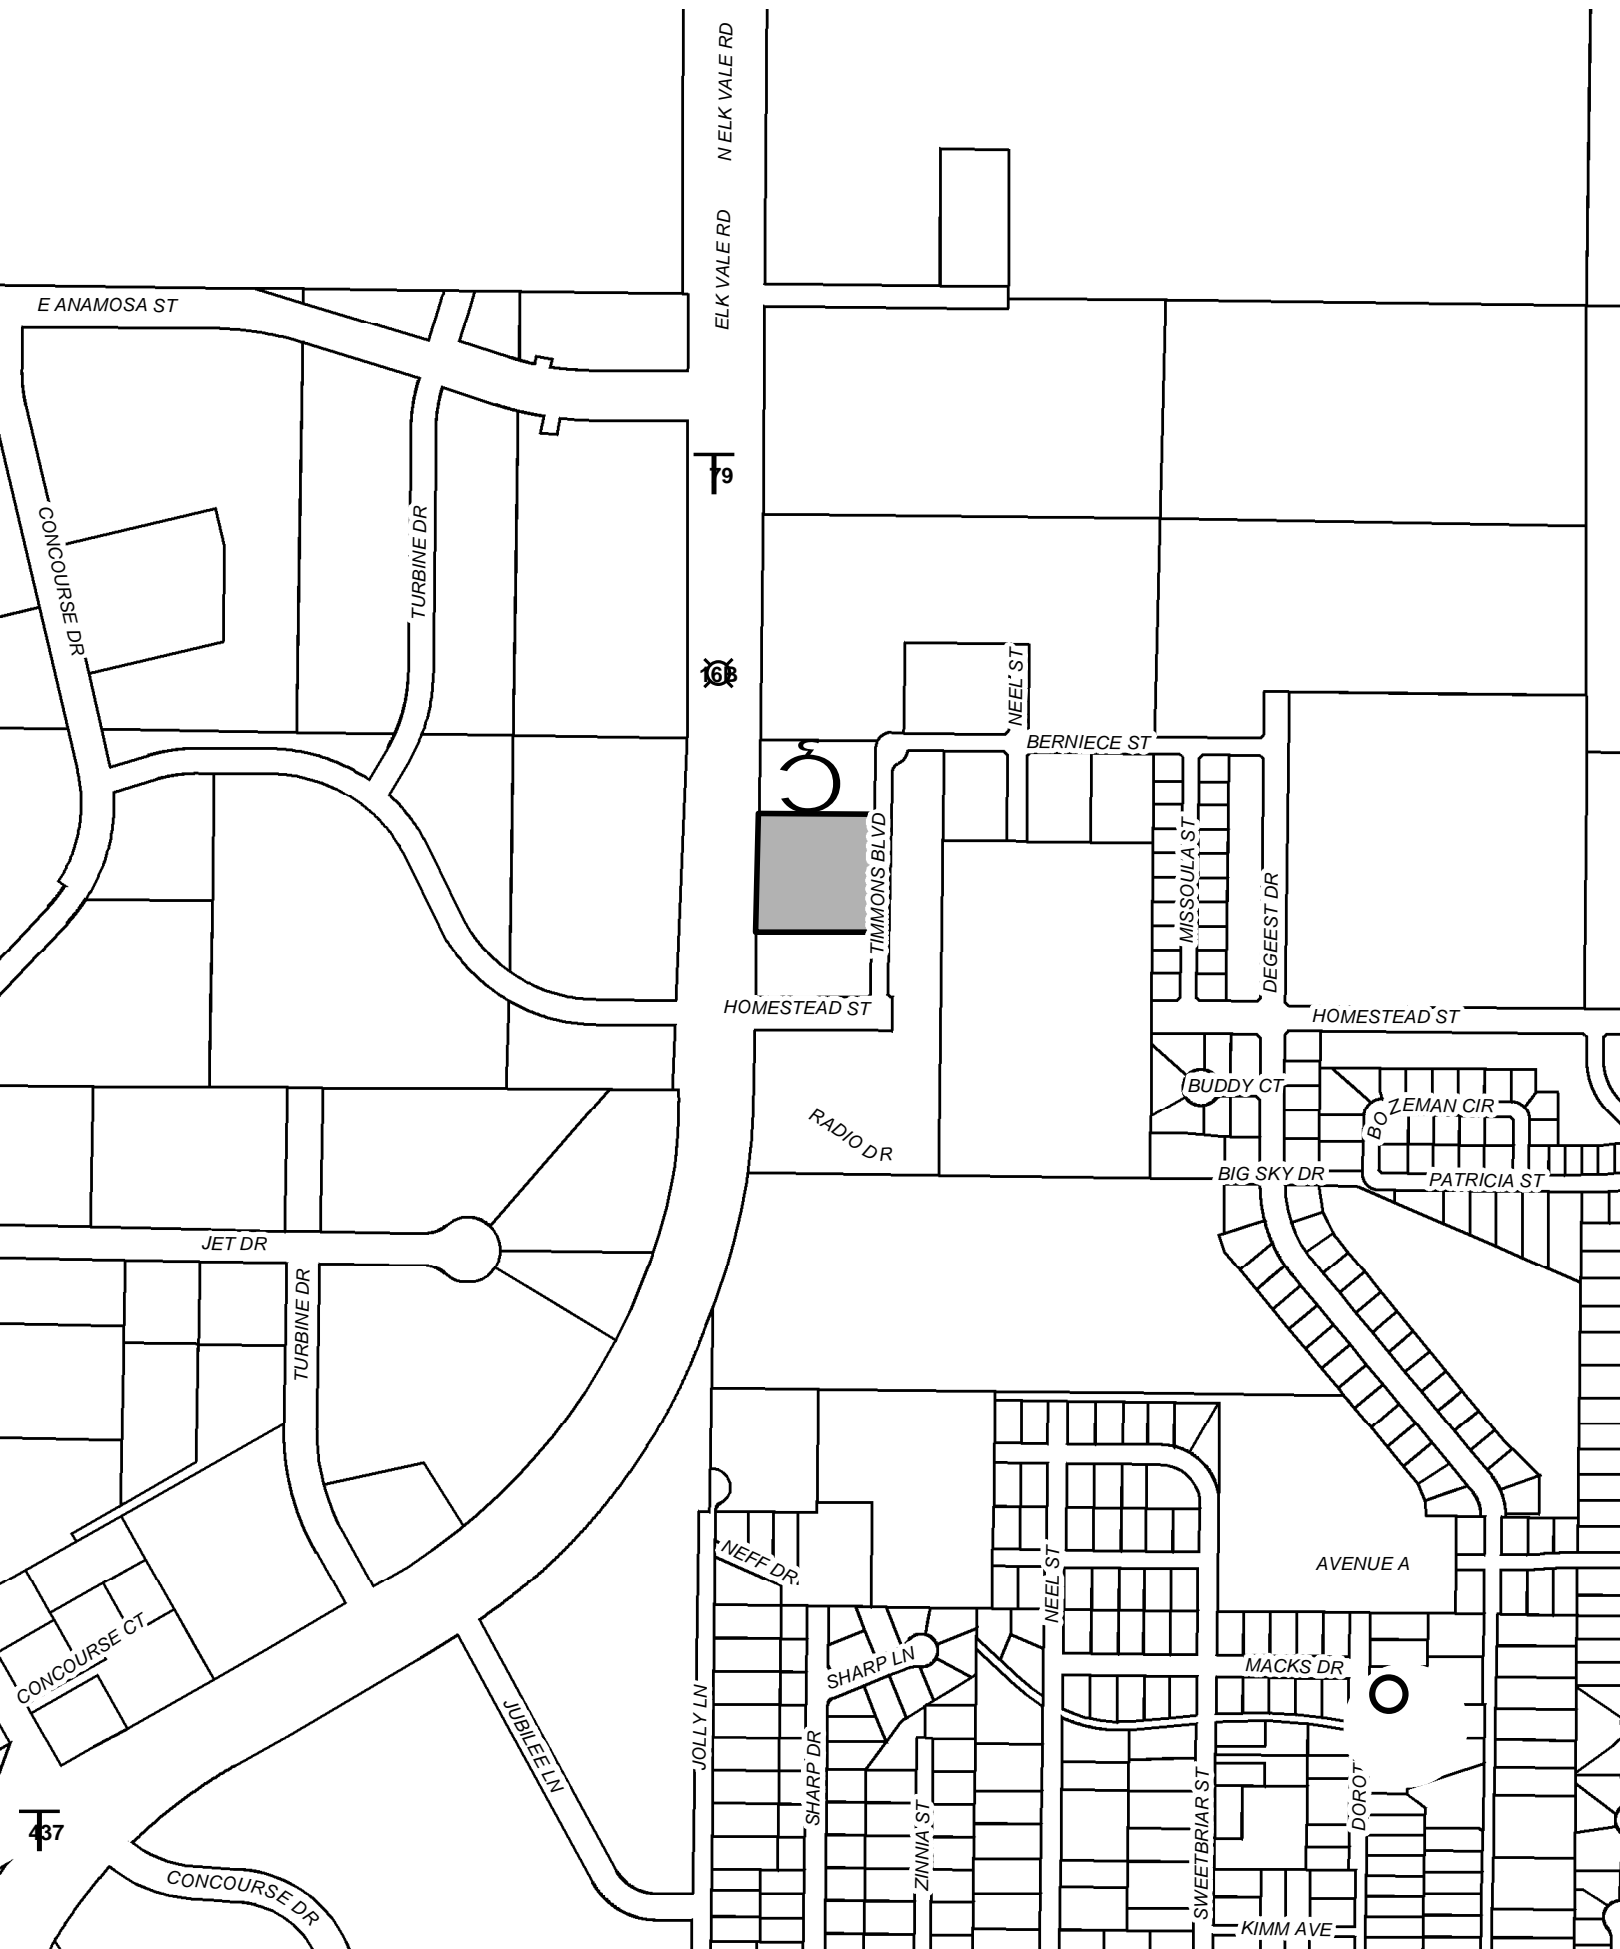 N ELK VALE RD
ELK VALE RD
E ANAMOSA ST
79
CONCOURSE DR
TURBINE DR
NEEL ST
BERNIECE ST
TIMMONS BLVD
MISSOULA ST
DEGEEST DR
HOMESTEAD ST
HOMESTEAD ST
BUDDY CT
BOZEMAN CIR
RADIO DR
BIG SKY DR
PATRICIA ST
JET DR
TURBINE DR
NEFF DR
NEEL ST
AVENUE A
CONCOURSE CT
SHARP LN
MACKS DR
JUBILEE LN
JOLLY LN
SHARP DR
ZINNIA ST
SWEETBRIAR ST
DOROT
437
CONCOURSE DR
KIMM AVE